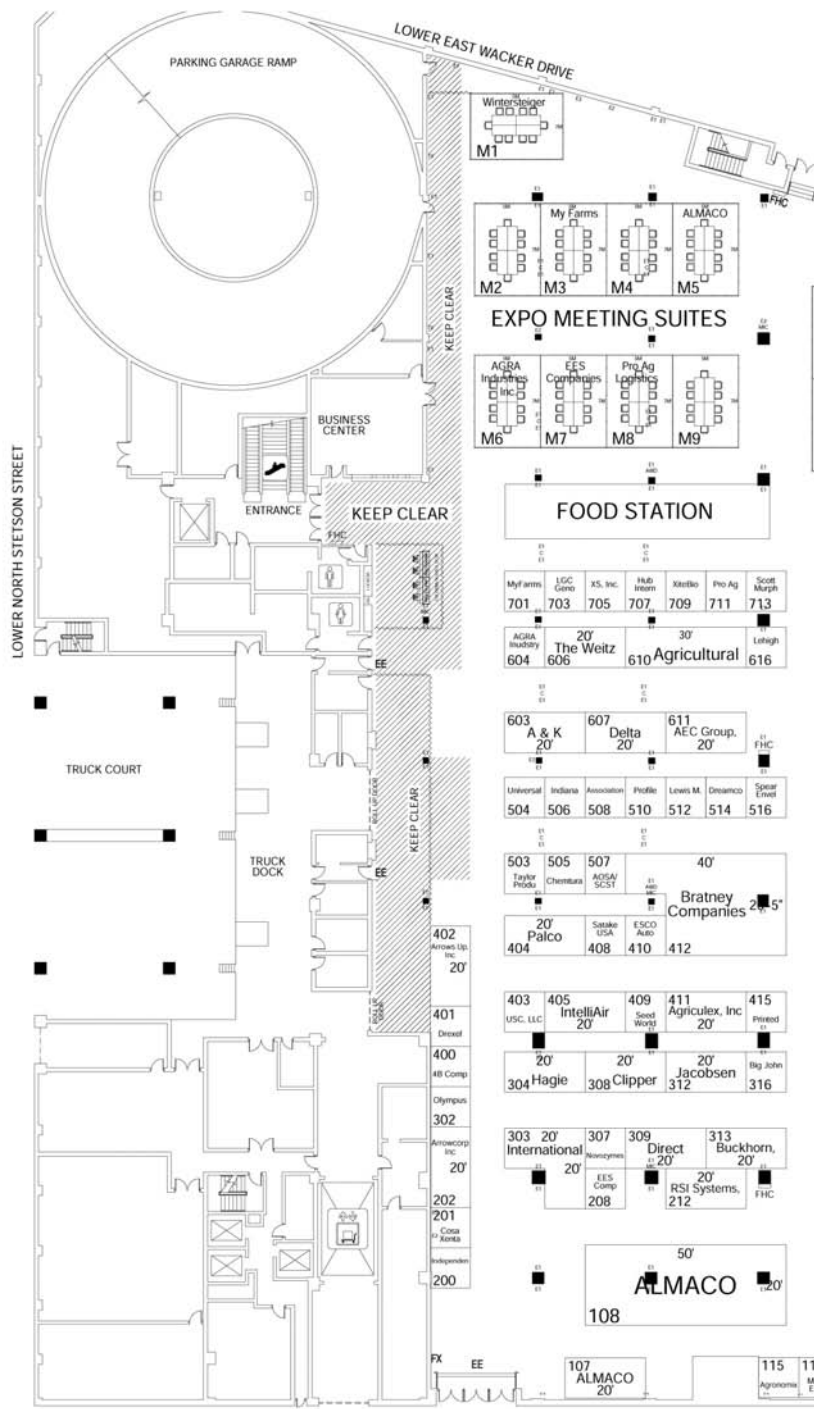 LOWER EAST WACKER DRIVE
PARKING GARAGE RAMP
Wintersteiger
M1
FHC
My Farms
ALMACO
M2
M3
M4
M5
KEEP CLEAR
EXPO MEETING SUITES
AGRA
Industries
Inc.
EES
Companies
Pro Ag
Logistics
M6
M7
M8
M9
BUSINESS
CENTER
LOWER NORTH STETSON STREET
ENTRANCE
KEEP CLEAR
FHC
FOOD STATION
MyFarms
701
LGC
Geno
703
XS, Inc.
705
Hub
Intern
707
XiteBio
709
Pro Ag
711
Scott
Murph
713
AGRA
Inudstry
604
20'
The Weitz
606
30'
610 Agricultural
Lehigh
616
EE
603
A & K
20'
607
Delta
20'
611
AEC Group,
20'
FHC
TRUCK COURT
TRUCK
DOCK
ROLL UP DOOR
KEEP CLEAR
EE
Universal
504
Indiana
506
Association
508
Profile
510
Lewis M.
512
Dreamco
514
Spear
Envel
516
503
Taylor
Produ
505
Chemtura
507
AOSA/
SCST
40'
Bratney
Companies
20'-5"
412
20'
Palco
404
Satake
USA
408
ESCO
Auto
410
402
Arrows Up,
Inc
20'
401
Drexel
400
4B Comp
Olympus
302
Arrowcorp
Inc
20'
202
201
Cosa
Xenta
Independen
200
ROLL UP
DOOR
403
USC, LLC
405
IntelliAir
20'
409
Seed
World
411
Agriculex, Inc
20'
415
Printed
20'
304 Hagie
20'
308 Clipper
20'
Jacobsen
312
Big John
316
303 20'
International
20'
307
Novozymes
309
Direct
20'
313
Buckhorn,
20'
EES
Comp
208
20'
RSI Systems,
212
FHC
50'
ALMACO
20'
108
FX
EE
107
ALMACO
20'
115
Agronomix